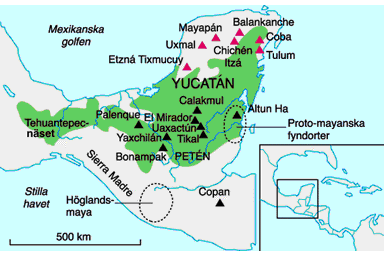 Mexikanska
golfen
Mayapán
Balankanche
Uxmal
Coba
Chichén
Itzá
Tulum
Etzná Tixmucuy
YUCATÁN
Calakmul
Altun Ha
Palenque
El Mirador
Uaxactún
Tehuantepec-
näset
Proto-mayanska
fyndorter
Yaxchilán
Tikal
Bonampak
PETÉN
Sierra Madre
Stilla
havet
Höglands-
maya
Copan
500 km